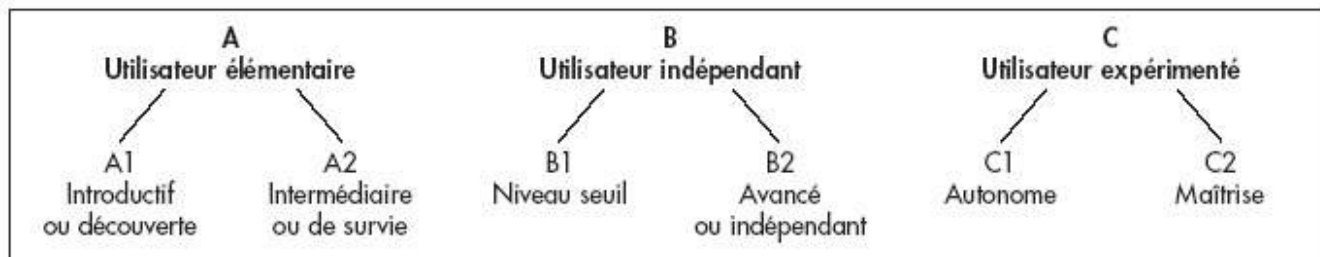 A
Utilisateur élémentaire
B
Utilisateur indépendant
C
Utilisateur expérimenté
A1
Introductif
ou découverte
A2
Intermédiaire
ou de survie
B1
Niveau seuil
B2
Avancé
ou indépendant
C1
Autonome
C2
Maîtrise